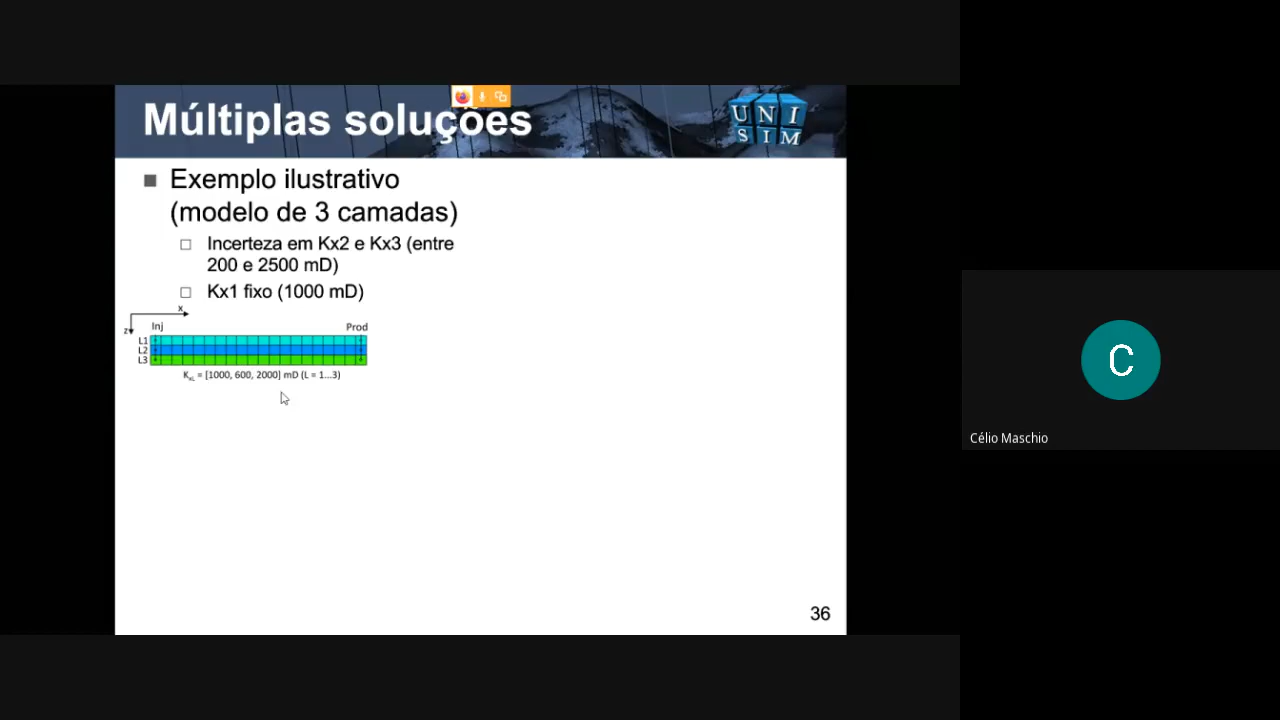 Múltiplas soluções
UNI
SIM
Exemplo ilustrativo
(modelo de 3 camadas)
Incerteza em Kx2 e Kx3 (entre
200 e 2500 mD)
Kx1 fixo (1000 mD)
x
z
Inj
Prod
L1
L2
L3
KxL = [1000, 600, 2000] mD (L = 1...3)
36
C
Célio Maschio